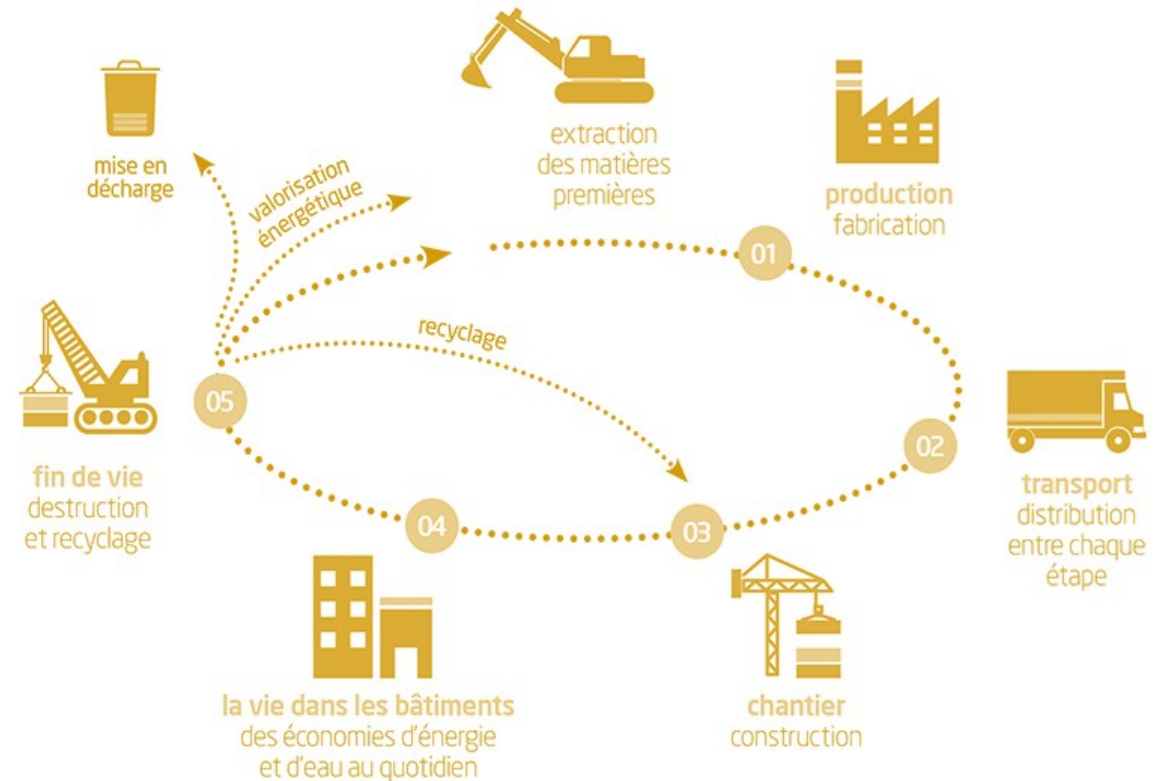 extraction
des matières
premières
production
fabrication
01
02
transport
distribution
entre chaque
étape
03
chantier
construction
04
la vie dans les bâtiments
des économies d'énergie
et d'eau au quotidien
05
fin de vie
destruction
et recyclage
mise en
décharge
valorisation
énergétique
recyclage